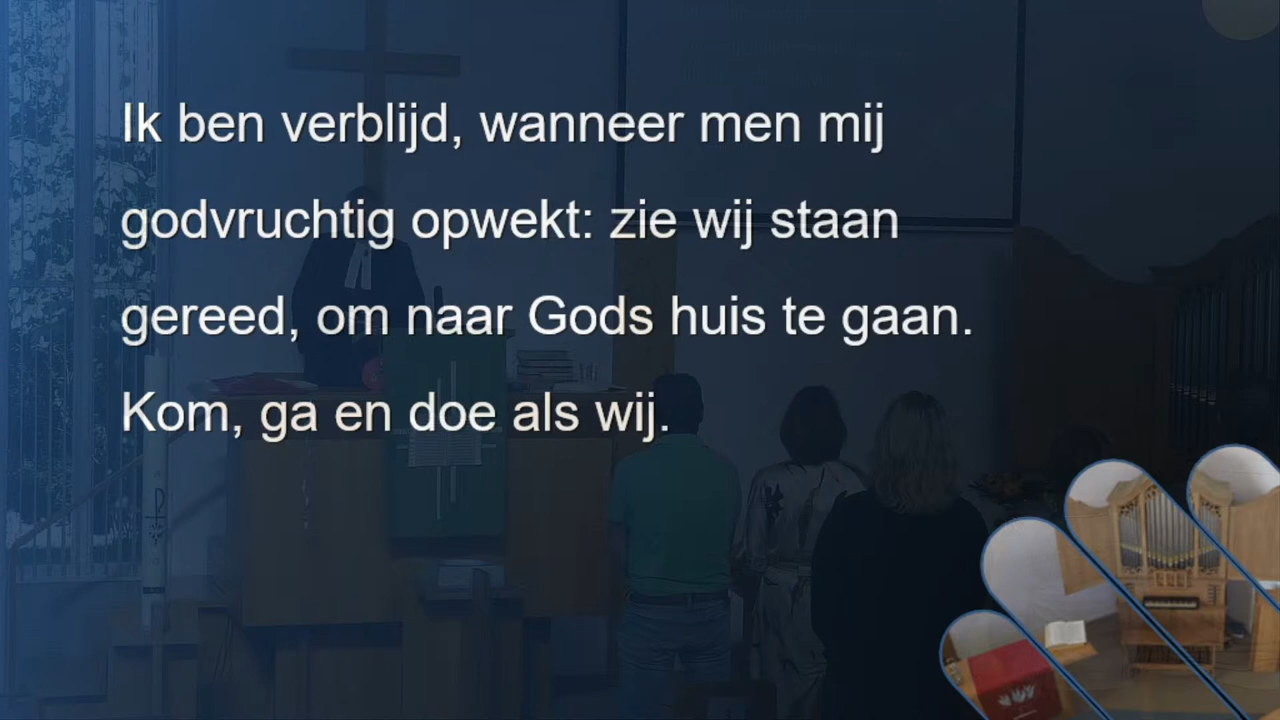 Ik ben verblijd, wanneer men mij
godvruchtig opwekt: zie wij staan
gereed, om naar Gods huis te gaan.
Kom, ga en doe als wij.